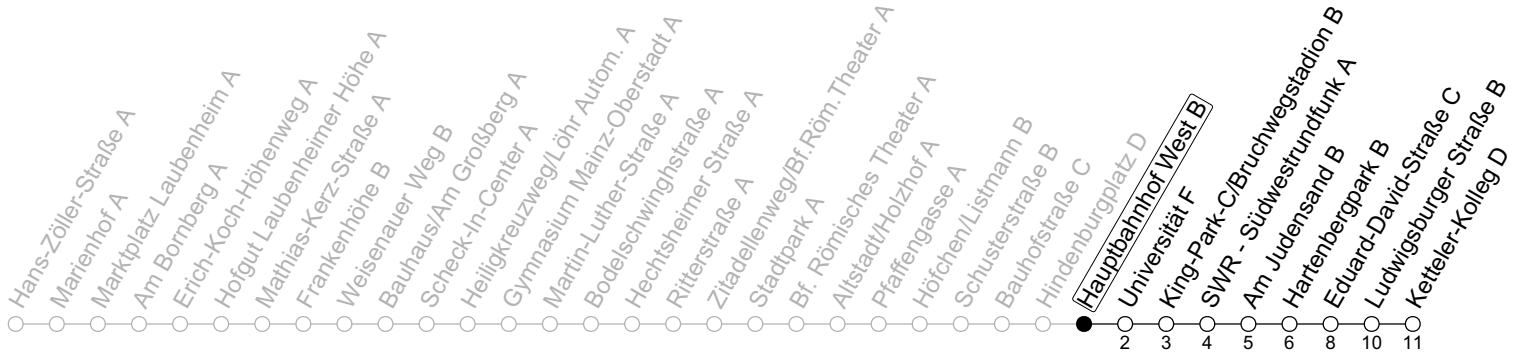 Hans-Zöller-Straße A
Marienhof A
Marktplatz Laubenheim A
Am Bornberg A
Erich-Koch-Höhenweg A
Hofgut Laubenheimer Höhe A
Mathias-Kerz-Straße A
Frankenhöhe B
Weisenauer Weg B
Bauhaus/Am Großberg A
Scheck-In-Center A
Heiligkreuzweg/Löhr Autom. A
Gymnasium Mainz-Oberstadt A
Martin-Luther-Straße A
Bodelschwinghstraße A
Hechtsheimer Straße A
Ritterstraße A
Zitadellenweg/Bf.Röm.Theater A
Stadtpark A
Bf. Römisches Theater A
Altstadt/Holzhof A
Pfaffengasse A
Höfchen/Listmann B
Schusterstraße B
Bauhofstraße C
Hindenburgplatz D
Hauptbahnhof West B
Universität F
King-Park-C/Bruchwegstadion B
SWR - Südwestrundfunk A
Am Judensand B
Hartenbergpark B
Eduard-David-Straße C
Ludwigsburger Straße B
Ketteler-Kolleg D
2 3 4 5 6 8 10 11